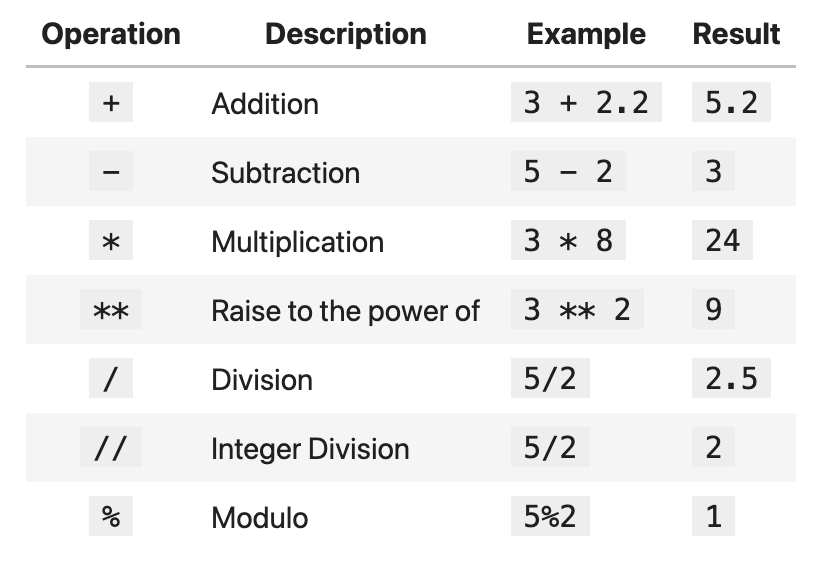 Operation Description Example Result
+ Addition 3 + 2.2 5.2
- Subtraction 5 - 2 3
* Multiplication 3 * 8 24
** Raise to the power of 3 ** 2 9
/ Division 5/2 2.5
// Integer Division 5/2 2
% Modulo 5%2 1